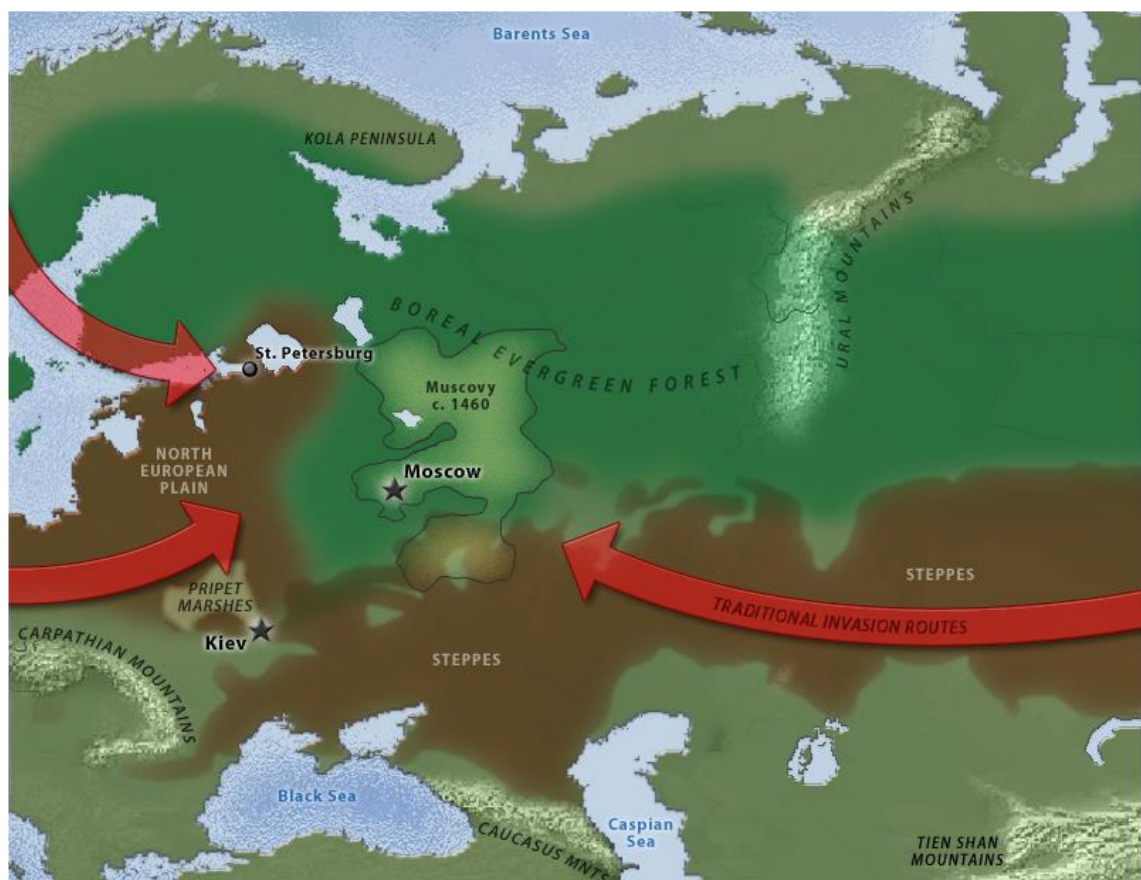 Barents Sea
KOLA PENINSULA
URAL MOUNTAINS
BOREAL EVERGREEN FOREST
St. Petersburg
Muscovy
c. 1460
NORTH
EUROPEAN
PLAIN
Moscow
STEPPES
PRIPET
MARSHES
TRADITIONAL INVASION ROUTES
Kiev
CARPATHIAN MOUNTAINS
STEPPES
Black Sea
Caspian
Sea
CAUCASUS MNTS
TIEN SHAN
MOUNTAINS